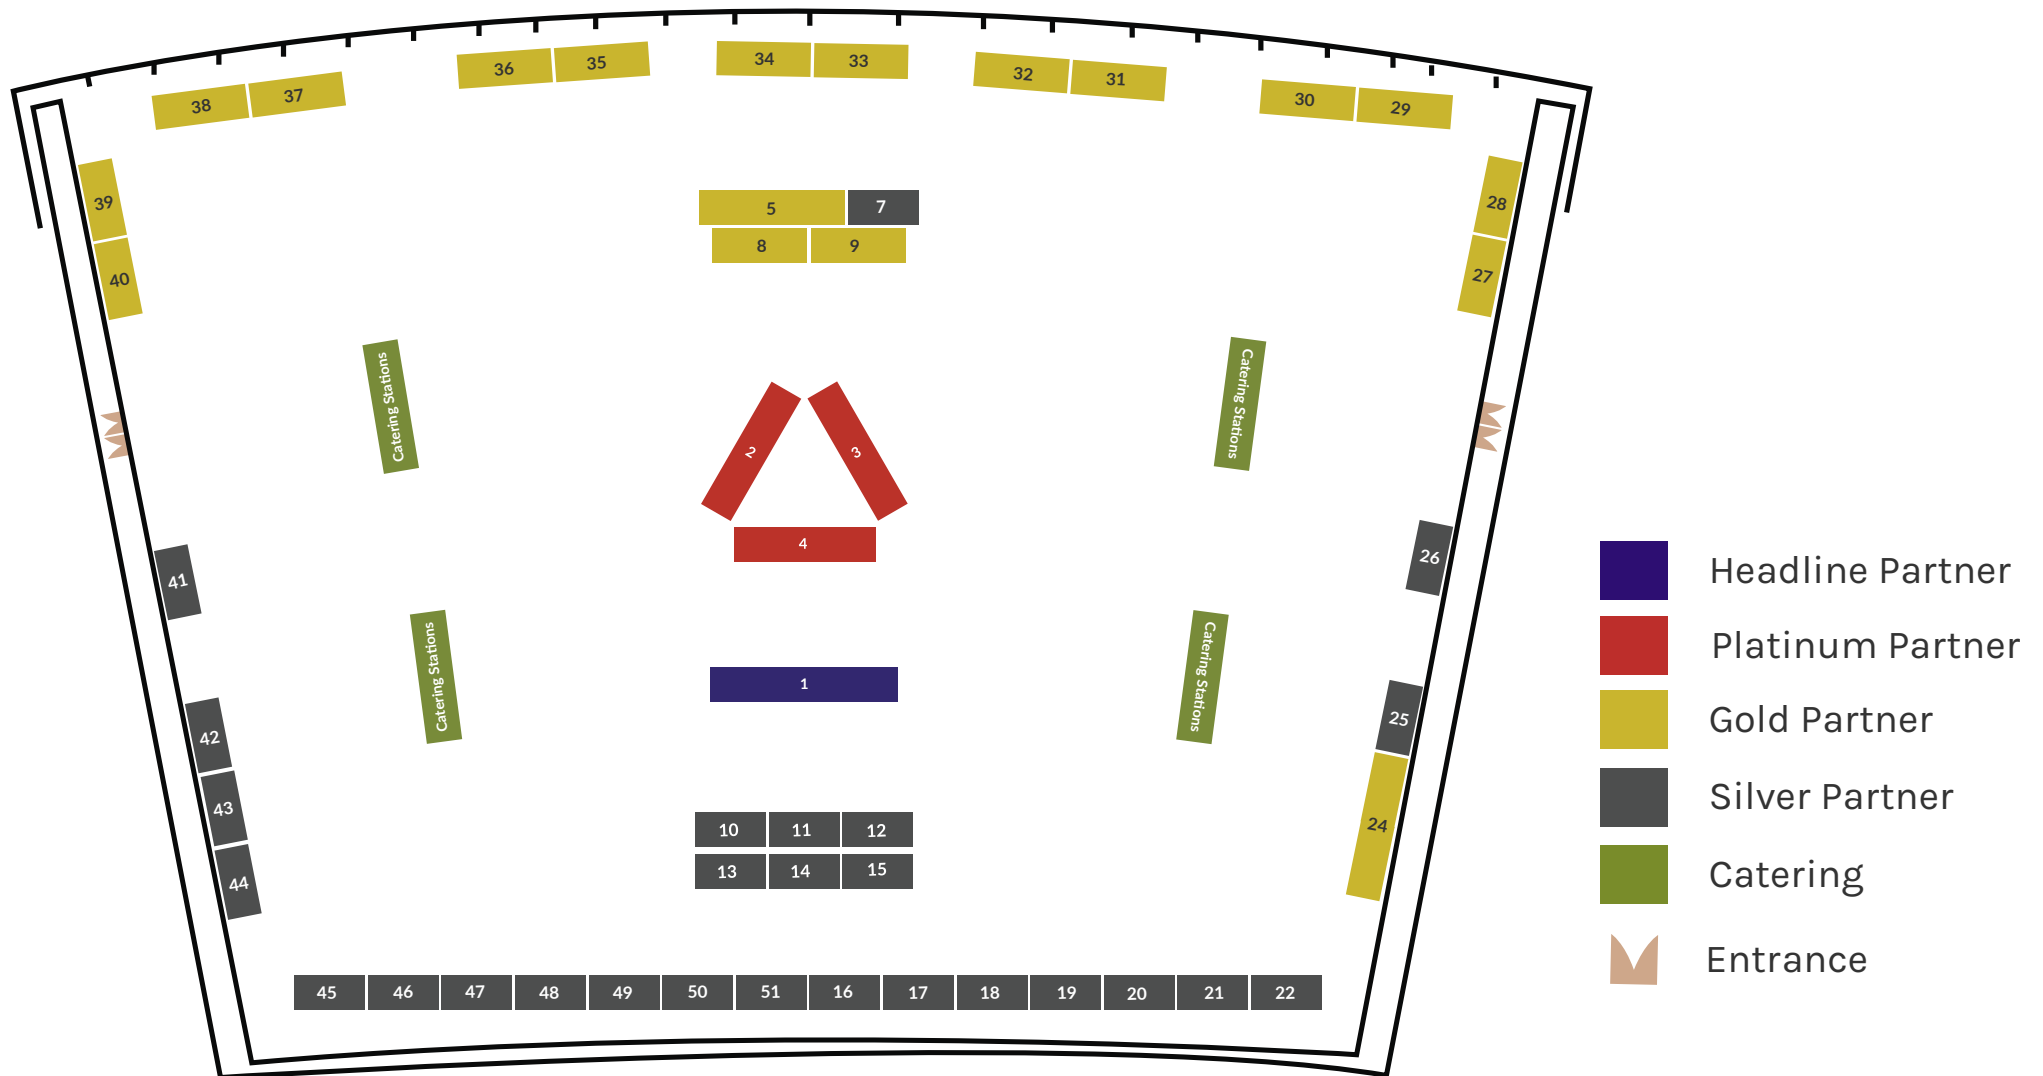 36 35 34 33 32 31
38 37 30 29
39 5 7 28
40 8 9 27
Catering Stations
Catering Stations
2 3
4
41 26
Catering Stations
Catering Stations
1
42 25
43 10 11 12 24
44 13 14 15
45 46 47 48 49 50 51 16 17 18 19 20 21 22
Headline Partner
Platinum Partner
Gold Partner
Silver Partner
Catering
Entrance